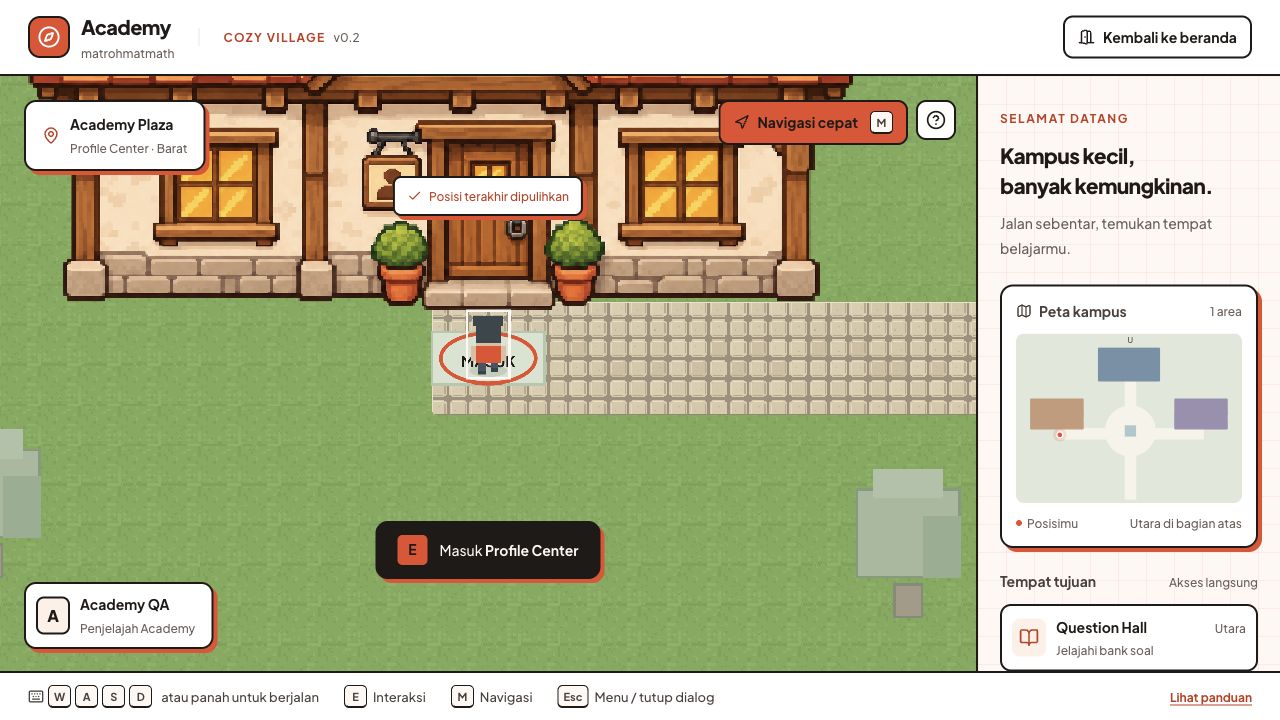 Academy
matrohmatmath
COZY VILLAGE v0.2
Kembali ke beranda
Academy Plaza
Profile Center · Barat
Navigasi cepat M
Posisi terakhir dipulihkan
E Masuk Profile Center
A
Academy QA
Penjelajah Academy
SELAMAT DATANG
Kampus kecil,
banyak kemungkinan.
Jalan sebentar, temukan tempat
belajarmu.
Peta kampus 1 area
U
Posisimu Utara di bagian atas
Tempat tujuan Akses langsung
Question Hall Utara
Jelajahi bank soal
W A S D atau panah untuk berjalan E Interaksi M Navigasi Esc Menu / tutup dialog
Lihat panduan